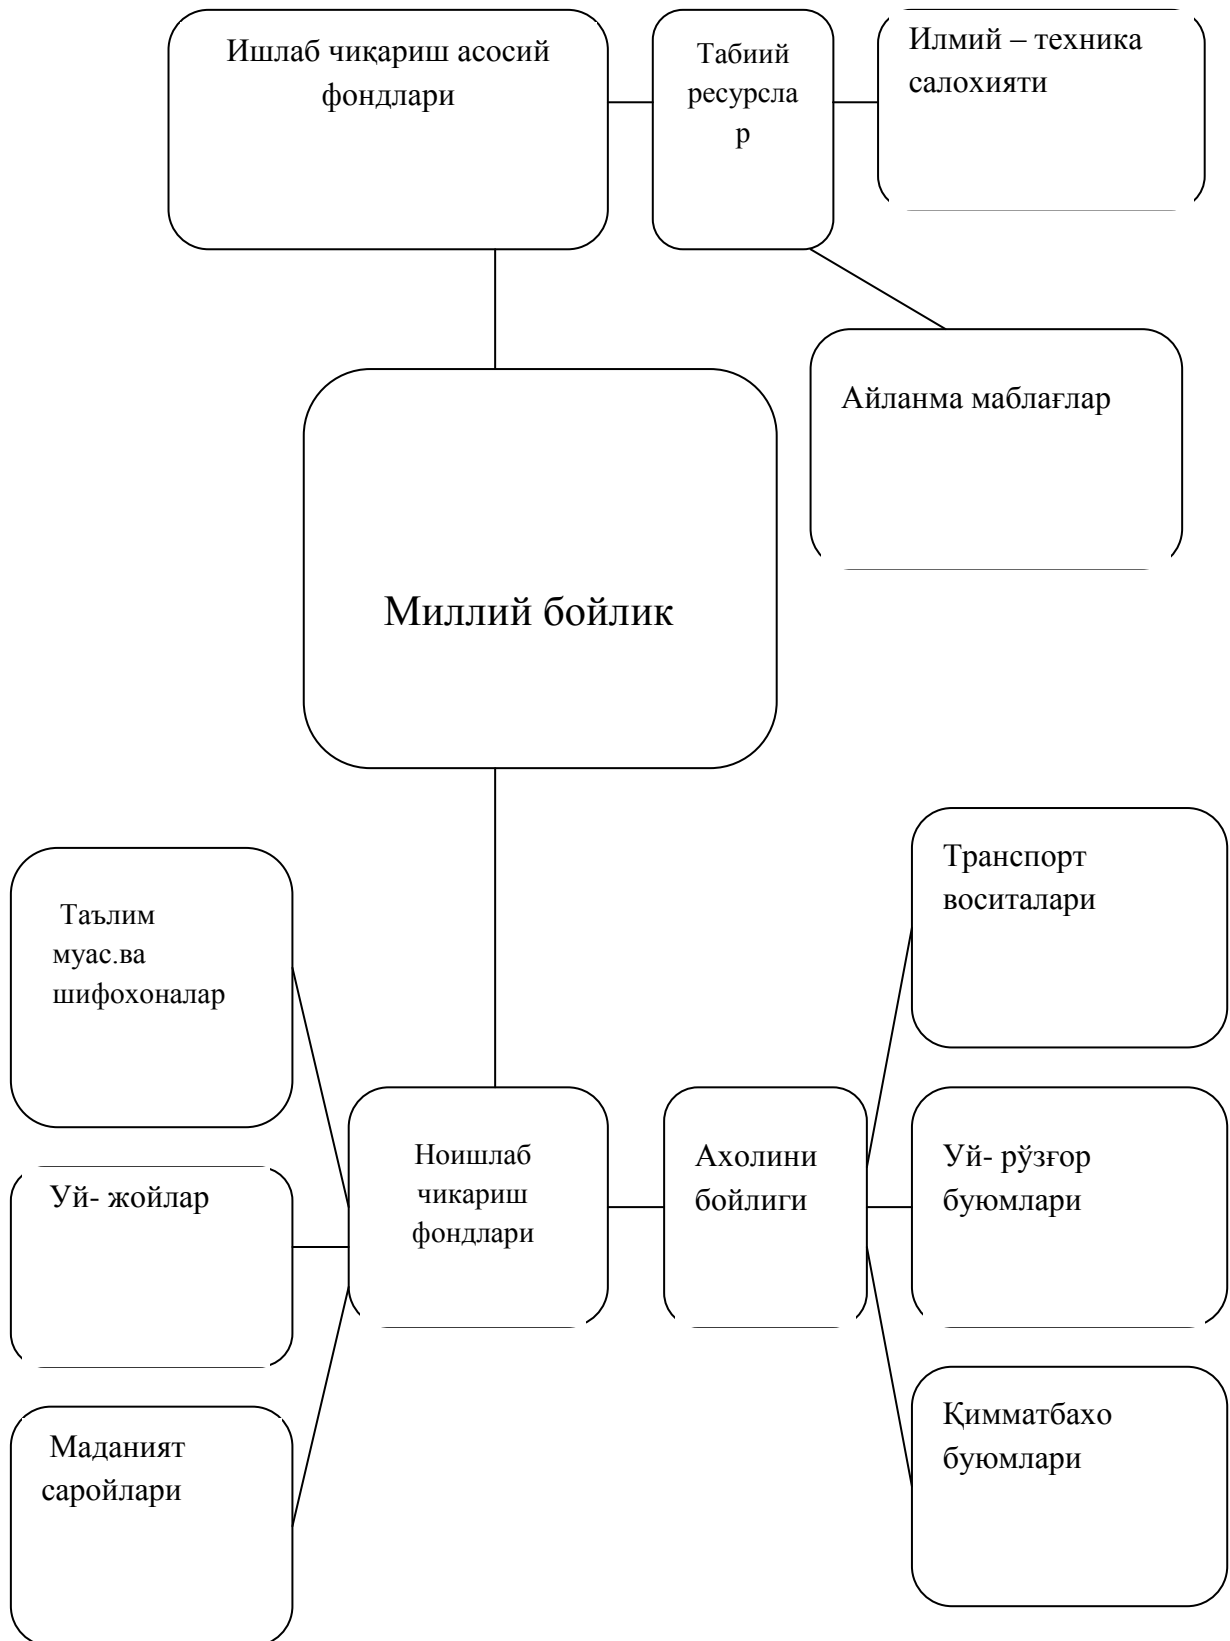 Ишлаб чиқариш асосий
фондлари
Табиий
ресурсла
р
Илмий – техника
салохияти
Айланма маблағлар
Миллий бойлик
Таълим
муас.ва
шифохоналар
Уй- жойлар
Маданият
саройлари
Ноишлаб
чикариш
фондлари
Ахолини
бойлиги
Транспорт
воситалари
Уй- рўзғор
буюмлари
Қимматбахо
буюмлари